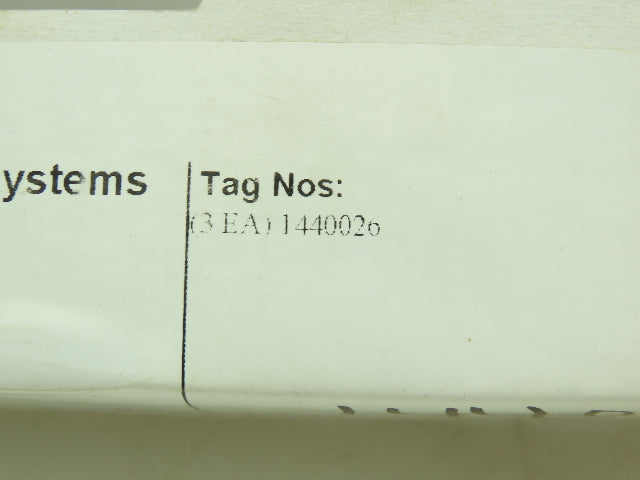 ystems
Tag Nos:
(3 EA) 1440026